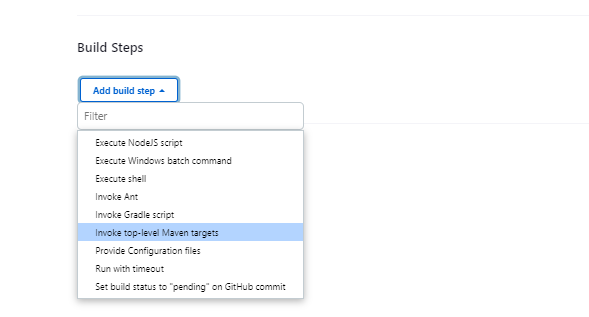 Build Steps
Add build step
Filter
Execute NodeJS script
Execute Windows batch command
Execute shell
Invoke Ant
Invoke Gradle script
Invoke top-level Maven targets
Provide Configuration files
Run with timeout
Set build status to "pending" on GitHub commit